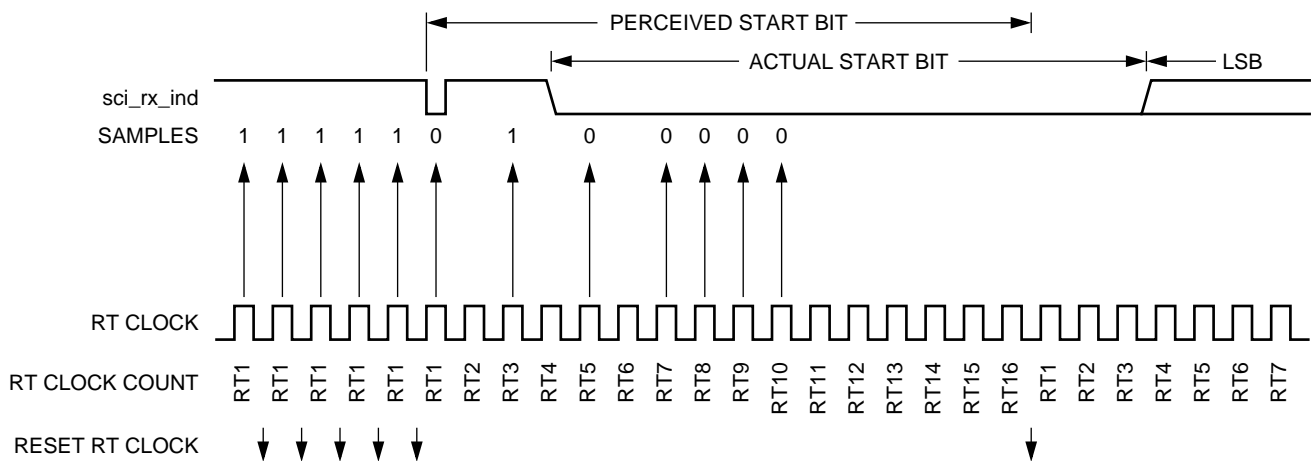 PERCEIVED START BIT
ACTUAL START BIT
LSB
sci_rx_ind
SAMPLES 1 1 1 1 1 0 1 0 0 0 0 0
RT CLOCK
RT CLOCK COUNT RT1 RT1 RT1 RT1 RT1 RT1 RT2 RT3 RT4 RT5 RT6 RT7 RT8 RT9 RT10 RT11 RT12 RT13 RT14 RT15 RT16 RT1 RT2 RT3 RT4 RT5 RT6 RT7
RESET RT CLOCK